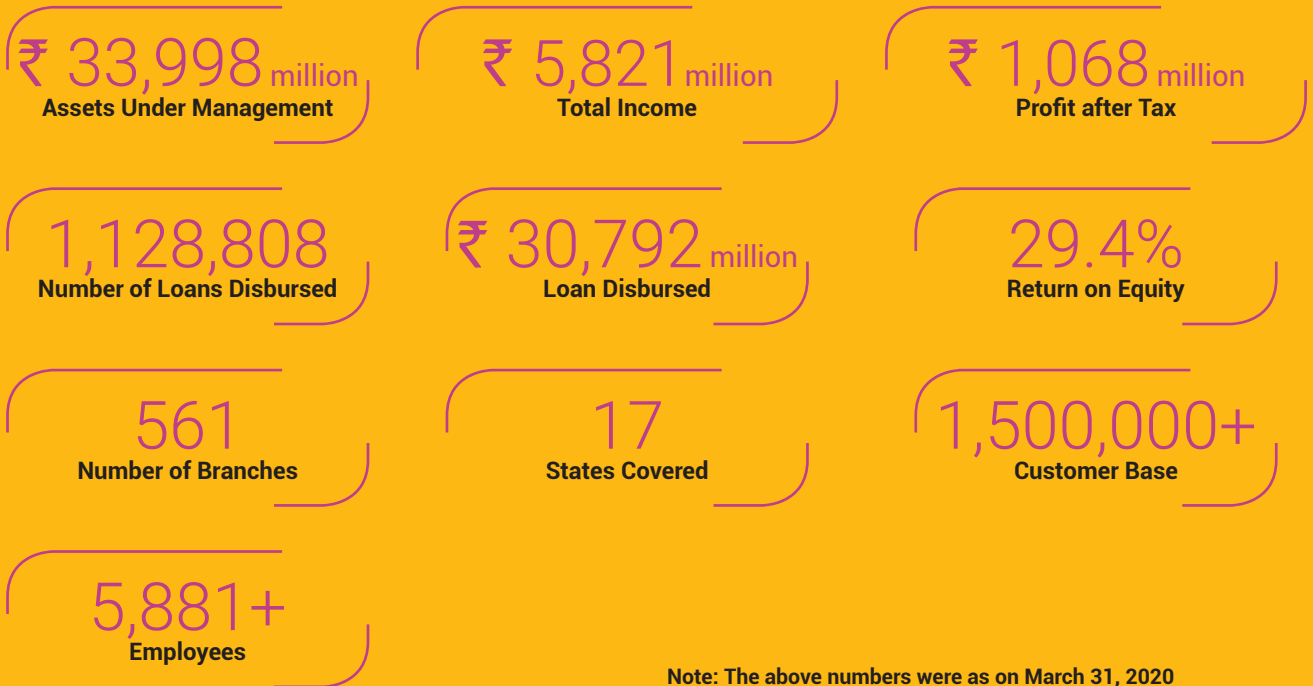 ₹ 33,998 million
Assets Under Management
₹ 5,821 million
Total Income
₹ 1,068 million
Profit after Tax
1,128,808
Number of Loans Disbursed
₹ 30,792 million
Loan Disbursed
29.4%
Return on Equity
561
Number of Branches
17
States Covered
1,500,000+
Customer Base
5,881+
Employees
Note: The above numbers were as on March 31, 2020